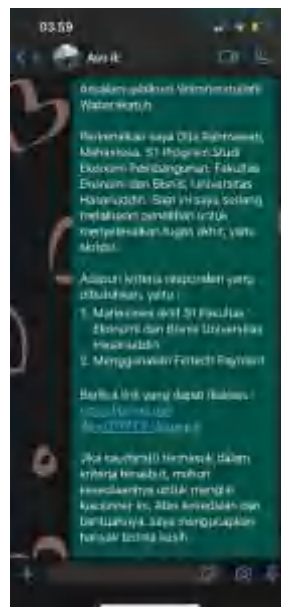 03.59
Assalamualaikum Warahmatullahi
Wabarakatuh
Perkenalkan saya Rahmawati,
Mahasiswa S1 Program Studi
Ekonomi Pembangunan, Fakultas
Ekonomi dan Bisnis, Universitas
Hasanuddin. Saat ini saya sedang
melakukan penelitian untuk
menyelesaikan tugas akhir, yaitu
skripsi.
Adapun kriteria responden yang
dibutuhkan, yaitu :
1. Mahasiswa aktif S1 Fakultas
Ekonomi dan Bisnis Universitas
Hasanuddin
2. Menggunakan Fintech Payment
Berikut link yang dapat diakses :
Jika saudara/i termasuk dalam
kriteria tersebut, mohon
kesediaannya untuk mengisi
kuesioner ini. Atas kesediaan dan
bantuannya, saya mengucapkan
banyak terima kasih